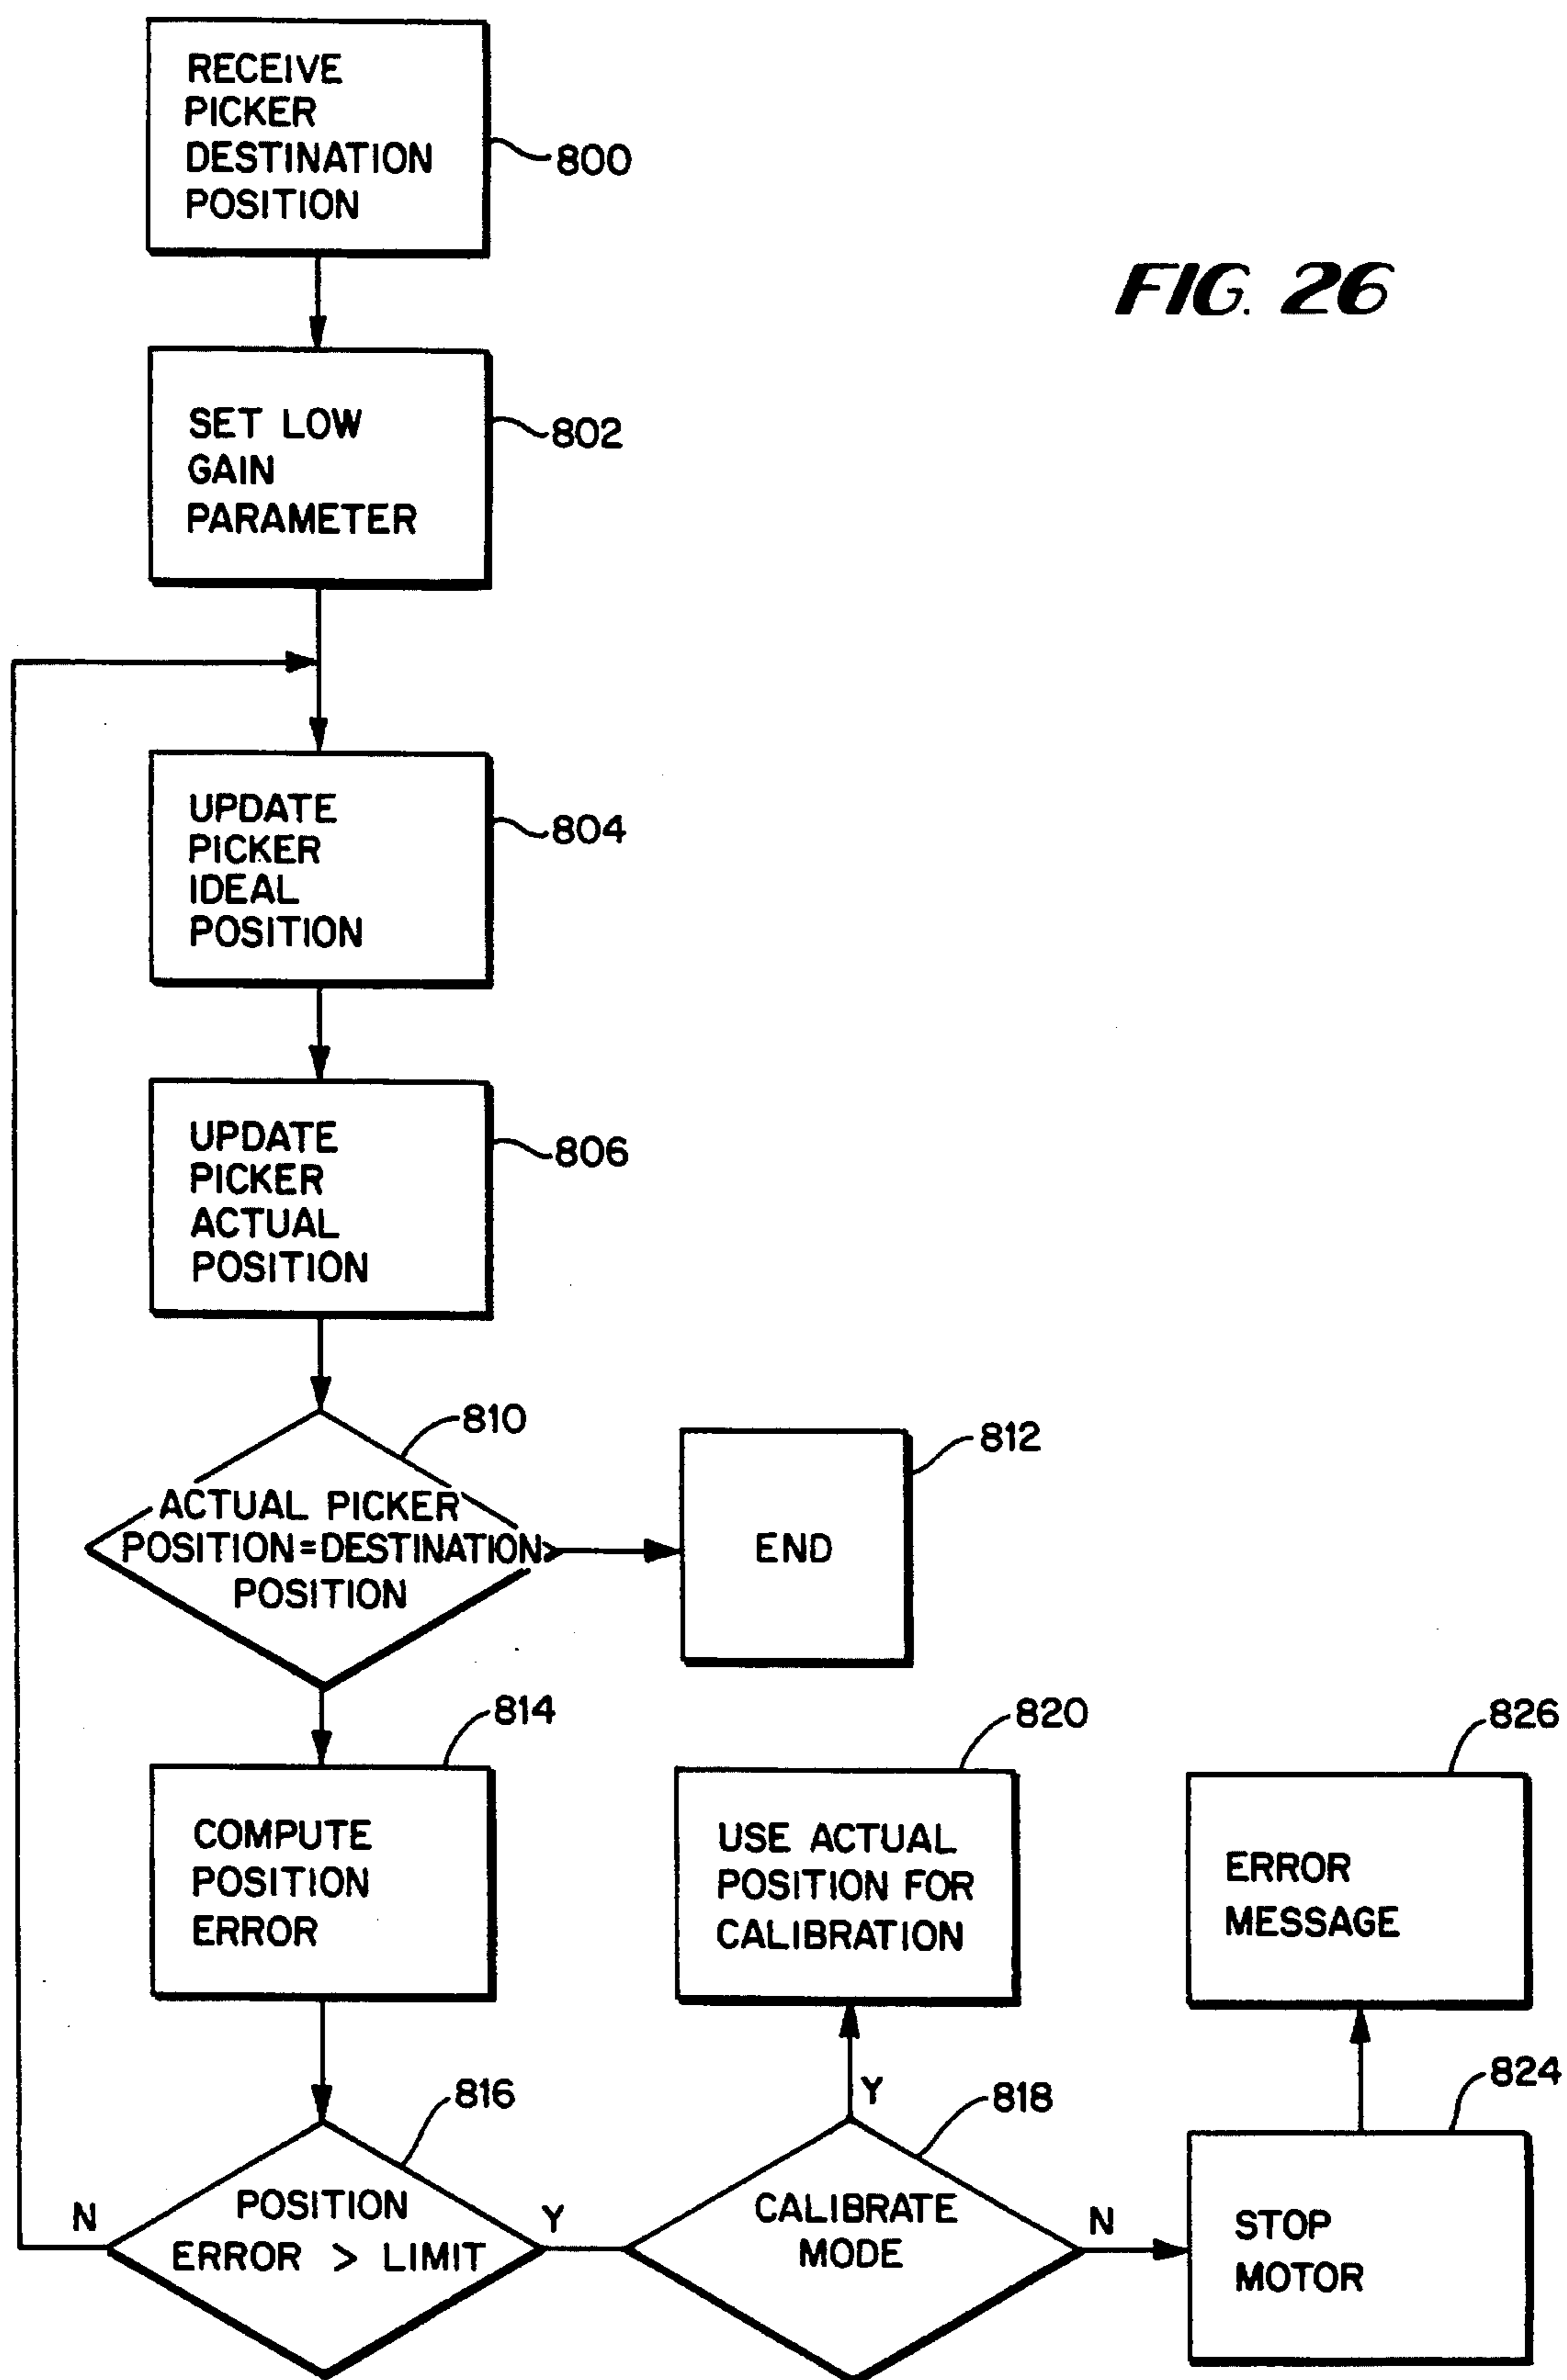 RECEIVE
PICKER
DESTINATION
POSITION
800
FIG. 26
SET LOW
GAIN
PARAMETER
802
UPDATE
PICKER
IDEAL
POSITION
804
UPDATE
PICKER
ACTUAL
POSITION
806
810
ACTUAL PICKER
POSITION=DESTINATION
POSITION
812
END
814
COMPUTE
POSITION
ERROR
820
USE ACTUAL
POSITION FOR
CALIBRATION
826
ERROR
MESSAGE
816
N
POSITION
ERROR > LIMIT
Y
Y
818
CALIBRATE
MODE
N
824
STOP
MOTOR